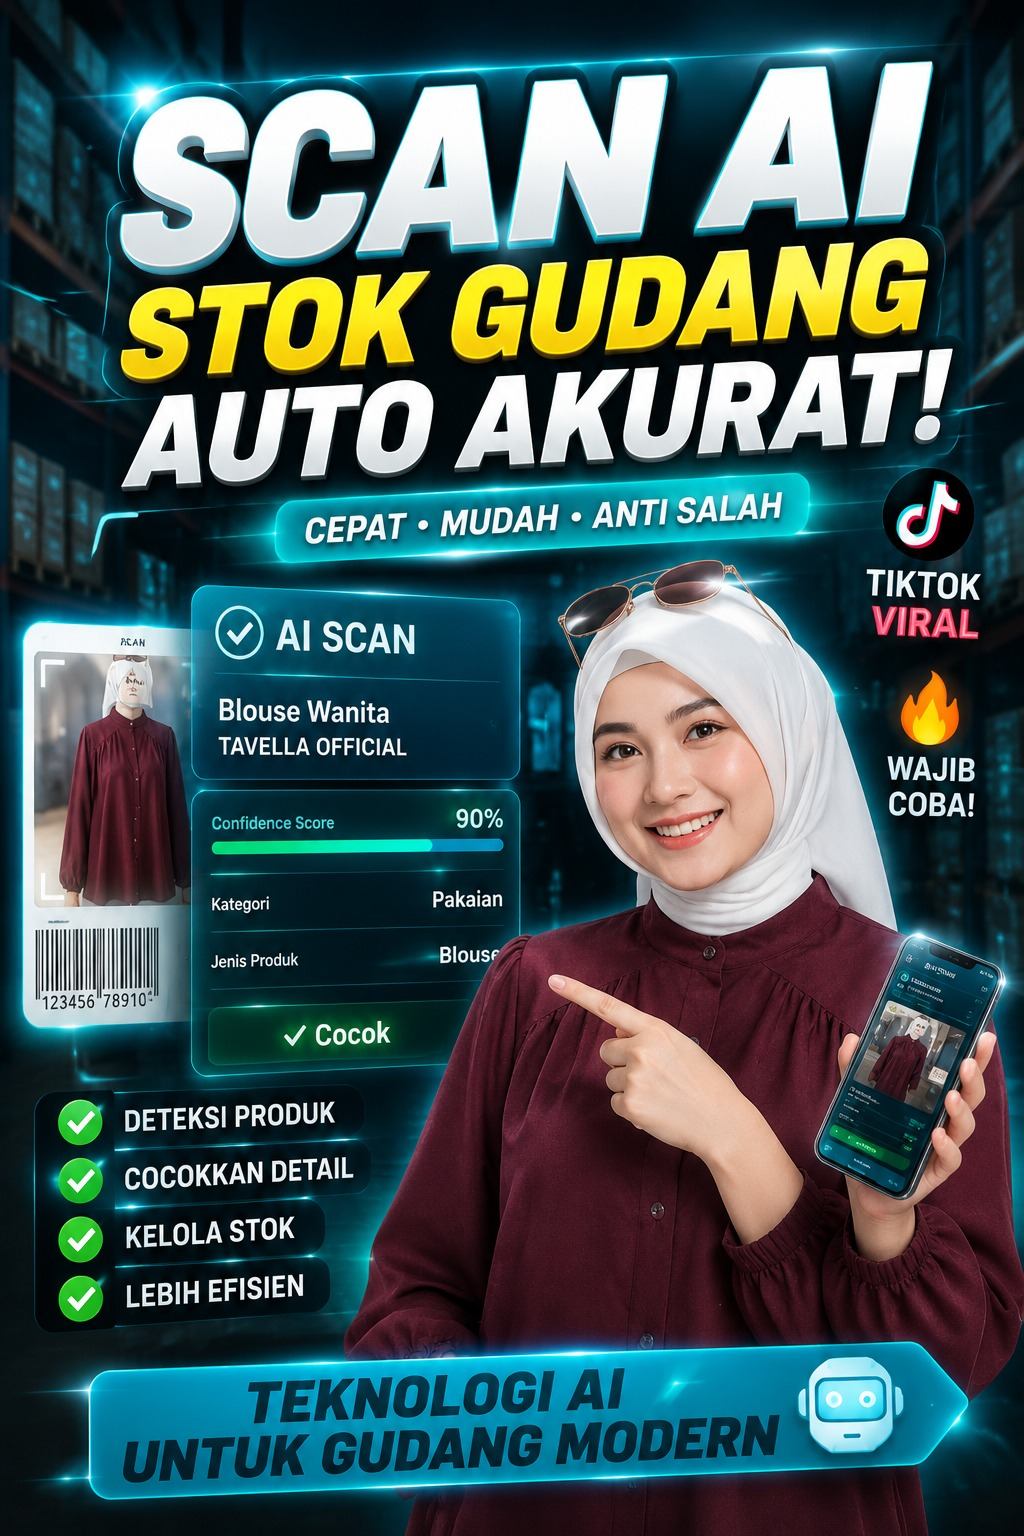 SCAN AI
STOK GUDANG
AUTO AKURAT!
CEPAT • MUDAH • ANTI SALAH
TIKTOK
VIRAL
WAJIB
COBA!
SCAN
AI SCAN
Blouse Wanita
TAVELLA OFFICIAL
Confidence Score 90%
Kategori Pakaian
Jenis Produk Blouse
✓ Cocok
123456 78910
DETEKSI PRODUK
COCOKKAN DETAIL
KELOLA STOK
LEBIH EFISIEN
TEKNOLOGI AI
UNTUK GUDANG MODERN